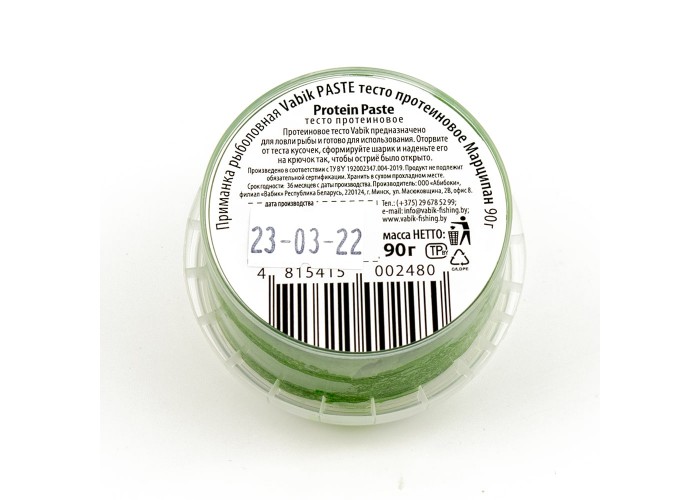 Приманка рыболовная Vabik PASTE тесто протеиновое Марципан 90г
Protein Paste
тесто протеиновое
Протеиновое тесто Vabik предназначено
для ловли рыбы и готово для использования. Оторвите
от теста кусочек, сформируйте шарик и наденьте его
на крючок так, чтобы остриё было открыто.
Произведено в соответствии с ТУ BY 192002347.004-2019. Продукт не подлежит
обязательной сертификации. Хранить в сухом прохладном месте.
Срок годности 36 месяцев с даты производства. Производитель: ООО «Абибоки»,
филиал «Вабик» Республика Беларусь, 220124, г. Минск, ул. Масюковщина, 2В, офис 8.
дата производства
Тел.: (+375) 29 678 52 99;
e-mail: info@vabik-fishing.by;
www.vabik-fishing.by
23-03-22
масса НЕТТО:
90г
ТР BY
C/LDPE
4 815415 002480